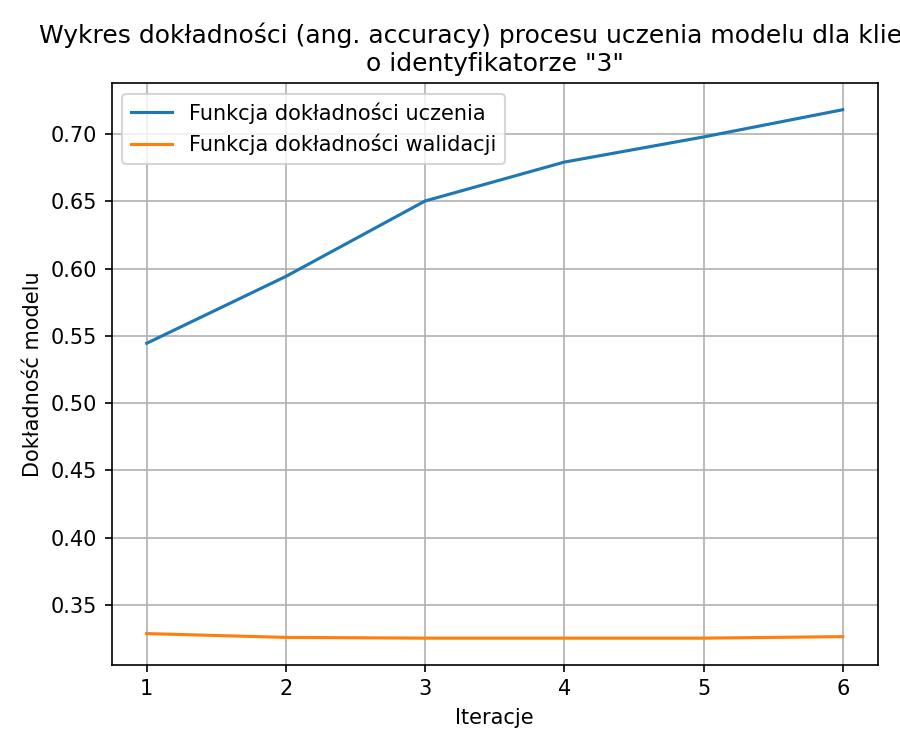 Wykres dokładności (ang. accuracy) procesu uczenia modelu dla klie
o identyfikatorze "3"
Funkcja dokładności uczenia
Funkcja dokładności walidacji
Dokładność modelu
0.70
0.65
0.60
0.55
0.50
0.45
0.40
0.35
1 2 3 4 5 6
Iteracje